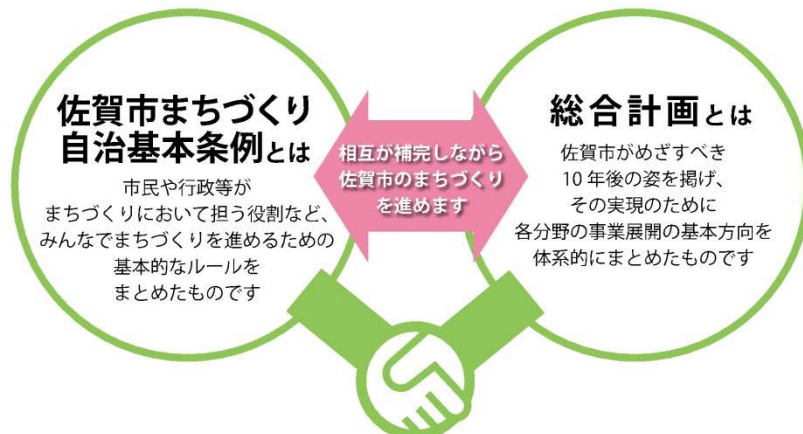 佐賀市まちづくり
自治基本条例とは
市民や行政等が
まちづくりにおいて担う役割など、
みんなでまちづくりを進めるための
基本的なルールを
まとめたものです
相互が補完しながら
佐賀市のまちづくり
を進めます
総合計画とは
佐賀市がめざすべき
10年後の姿を掲げ、
その実現のために
各分野の事業展開の基本方向を
体系的にまとめたものです